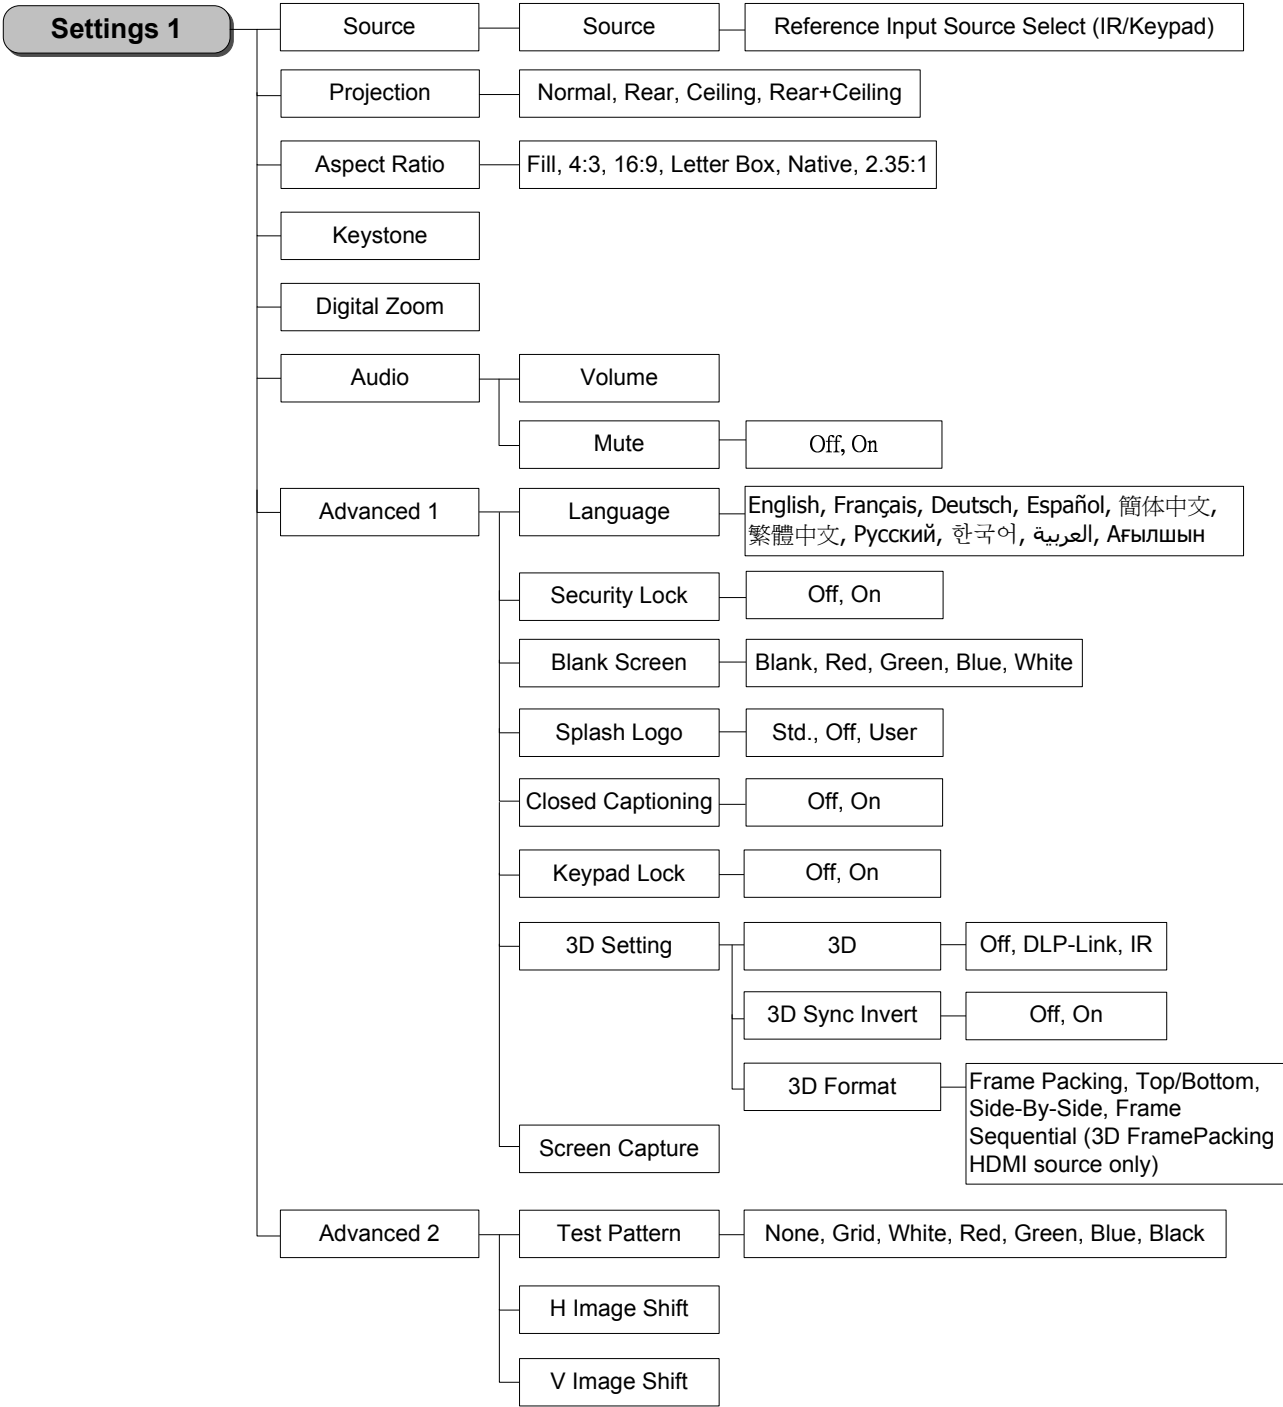 Settings 1
Source
Source
Reference Input Source Select (IR/Keypad)
Projection
Normal, Rear, Ceiling, Rear+Ceiling
Aspect Ratio
Fill, 4:3, 16:9, Letter Box, Native, 2.35:1
Keystone
Digital Zoom
Audio
Volume
Mute
Off, On
Advanced 1
Language
English, Français, Deutsch, Español, 簡体中文,
繁體中文, Русский, 한국어, العربية, Ағылшын
Security Lock
Off, On
Blank Screen
Blank, Red, Green, Blue, White
Splash Logo
Std., Off, User
Closed Captioning
Off, On
Keypad Lock
Off, On
3D Setting
3D
Off, DLP-Link, IR
3D Sync Invert
Off, On
3D Format
Frame Packing, Top/Bottom,
Side-By-Side, Frame
Sequential (3D FramePacking
HDMI source only)
Screen Capture
Advanced 2
Test Pattern
None, Grid, White, Red, Green, Blue, Black
H Image Shift
V Image Shift